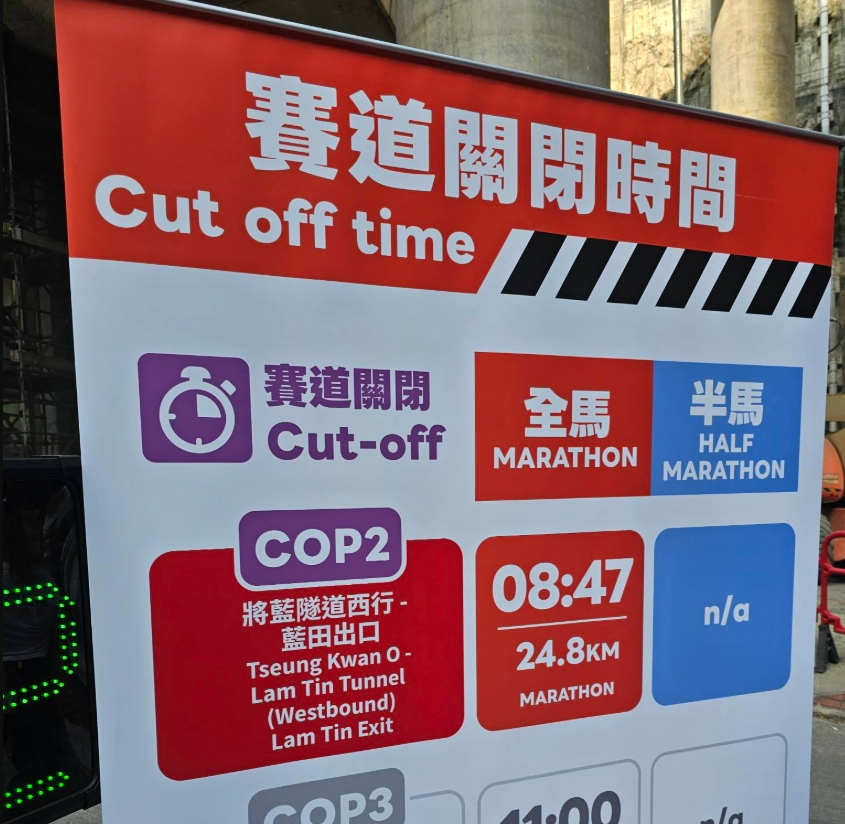 賽道關閉時間
Cut off time
賽道關閉
Cut-off
全馬
MARATHON
半馬
HALF
MARATHON
COP2
將藍隧道西行 -
藍田出口
Tseung Kwan O -
Lam Tin Tunnel
(Westbound)
Lam Tin Exit
08:47
24.8KM
MARATHON
n/a
COP3
11:00
n/a